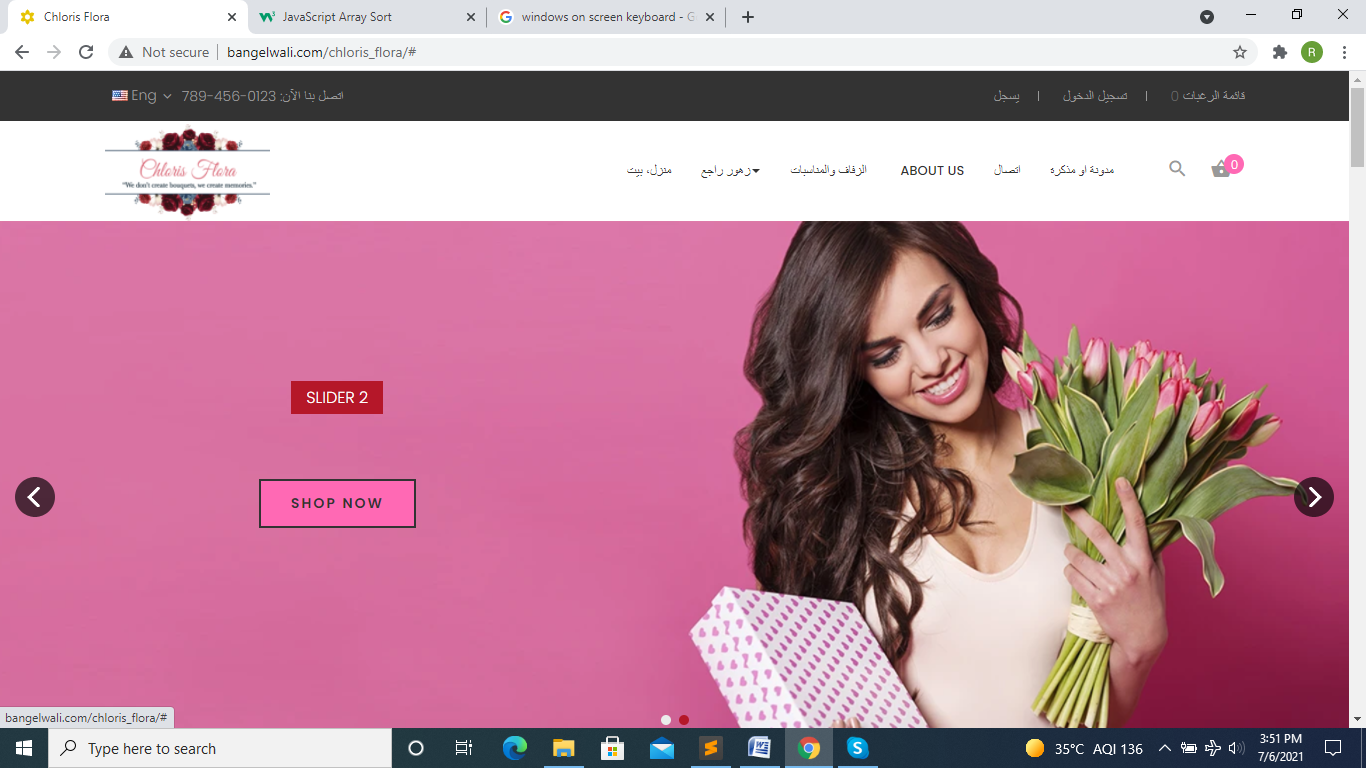 Chloris Flora
JavaScript Array Sort
windows on screen keyboard - G
Not secure
bangelwali.com/chloris_flora/#
R
Eng
اتصل بنا الآن: 0123-456-789
يسجل | تسجيل الدخول | قائمة الرغبات 0
Chloris Flora
"We don't create bouquets, we create memories."
منزل، بيت
زهور راجع
الزفاف والمناسبات
ABOUT US
اتصال
مدونة او مذكرة
0
SLIDER 2
SHOP NOW
bangelwali.com/chloris_flora/#
Type here to search
35°C AQI 136
3:51 PM
7/6/2021